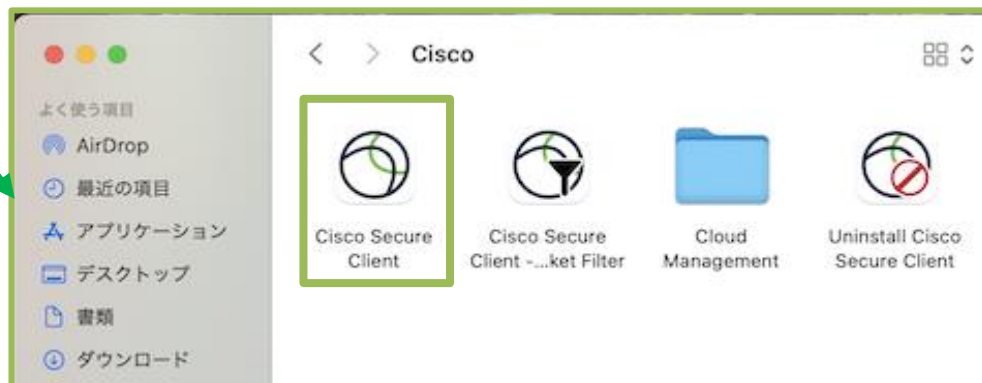 Cisco
よく使う項目
AirDrop
最近の項目
アプリケーション
デスクトップ
書類
ダウンロード
Cisco Secure
Client
Cisco Secure
Client -...ket Filter
Cloud
Management
Uninstall Cisco
Secure Client